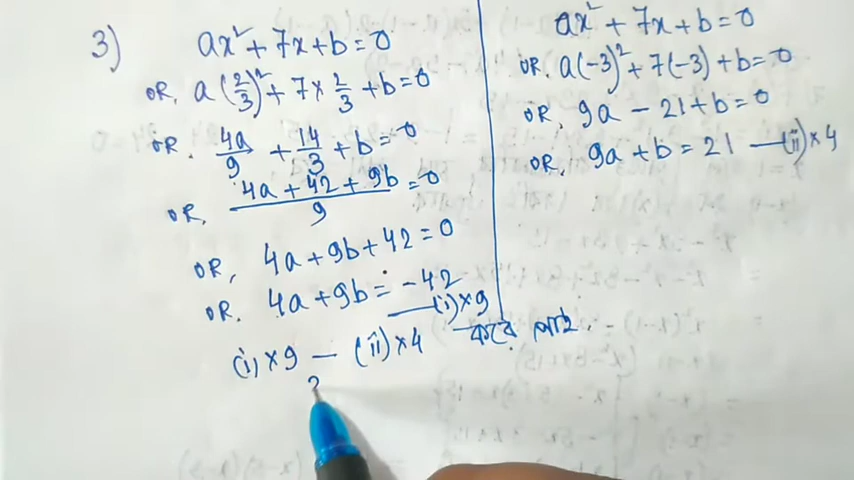 3) ax² + 7x + b = 0
OR, a(2/3)² + 7 × 2/3 + b = 0
OR. 4a/9 + 14/3 + b = 0
OR, (4a + 42 + 9b)/9 = 0
OR, 4a + 9b + 42 = 0
OR. 4a + 9b = -42 —(i) × 9
ax² + 7x + b = 0
OR. a(-3)² + 7(-3) + b = 0
OR, 9a - 21 + b = 0
OR, 9a + b = 21 —(ii) × 4
(i) × 9 — (ii) × 4 করে পাই